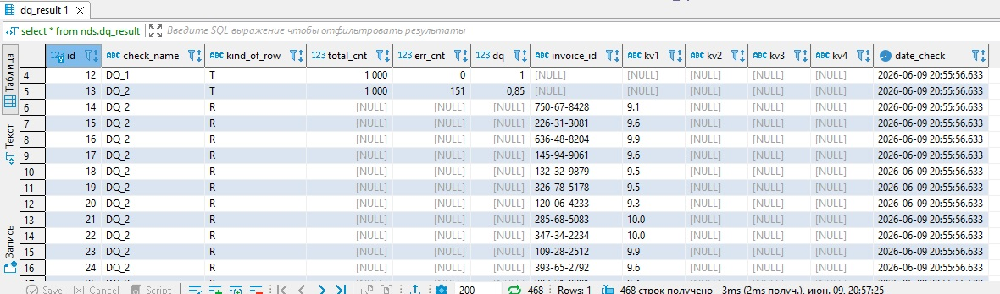 dq_result 1
select * from nds.dq_result Введите SQL выражение чтобы отфильтровать результаты
Таблица
Текст
Запись
123 id ABC check_name ABC kind_of_row 123 total_cnt 123 err_cnt 123 dq ABC invoice_id ABC kv1 ABC kv2 ABC kv3 ABC kv4 date_check
4 12 DQ_1 T 1 000 0 1 [NULL] [NULL] [NULL] [NULL] [NULL] 2026-06-09 20:55:56.633
5 13 DQ_2 T 1 000 151 0,85 [NULL] [NULL] [NULL] [NULL] [NULL] 2026-06-09 20:55:56.633
6 14 DQ_2 R [NULL] [NULL] [NULL] 750-67-8428 9.1 [NULL] [NULL] [NULL] 2026-06-09 20:55:56.633
7 15 DQ_2 R [NULL] [NULL] [NULL] 226-31-3081 9.6 [NULL] [NULL] [NULL] 2026-06-09 20:55:56.633
8 16 DQ_2 R [NULL] [NULL] [NULL] 636-48-8204 9.9 [NULL] [NULL] [NULL] 2026-06-09 20:55:56.633
9 17 DQ_2 R [NULL] [NULL] [NULL] 145-94-9061 9.6 [NULL] [NULL] [NULL] 2026-06-09 20:55:56.633
10 18 DQ_2 R [NULL] [NULL] [NULL] 132-32-9879 9.5 [NULL] [NULL] [NULL] 2026-06-09 20:55:56.633
11 19 DQ_2 R [NULL] [NULL] [NULL] 326-78-5178 9.5 [NULL] [NULL] [NULL] 2026-06-09 20:55:56.633
12 20 DQ_2 R [NULL] [NULL] [NULL] 120-06-4233 9.3 [NULL] [NULL] [NULL] 2026-06-09 20:55:56.633
13 21 DQ_2 R [NULL] [NULL] [NULL] 285-68-5083 10.0 [NULL] [NULL] [NULL] 2026-06-09 20:55:56.633
14 22 DQ_2 R [NULL] [NULL] [NULL] 347-34-2234 10.0 [NULL] [NULL] [NULL] 2026-06-09 20:55:56.633
15 23 DQ_2 R [NULL] [NULL] [NULL] 109-28-2512 9.9 [NULL] [NULL] [NULL] 2026-06-09 20:55:56.633
16 24 DQ_2 R [NULL] [NULL] [NULL] 393-65-2792 9.6 [NULL] [NULL] [NULL] 2026-06-09 20:55:56.633
Save Cancel Script 200 468 Rows: 1 468 строк получено - 3ms (2ms получ.), июн. 09, 20:57:25